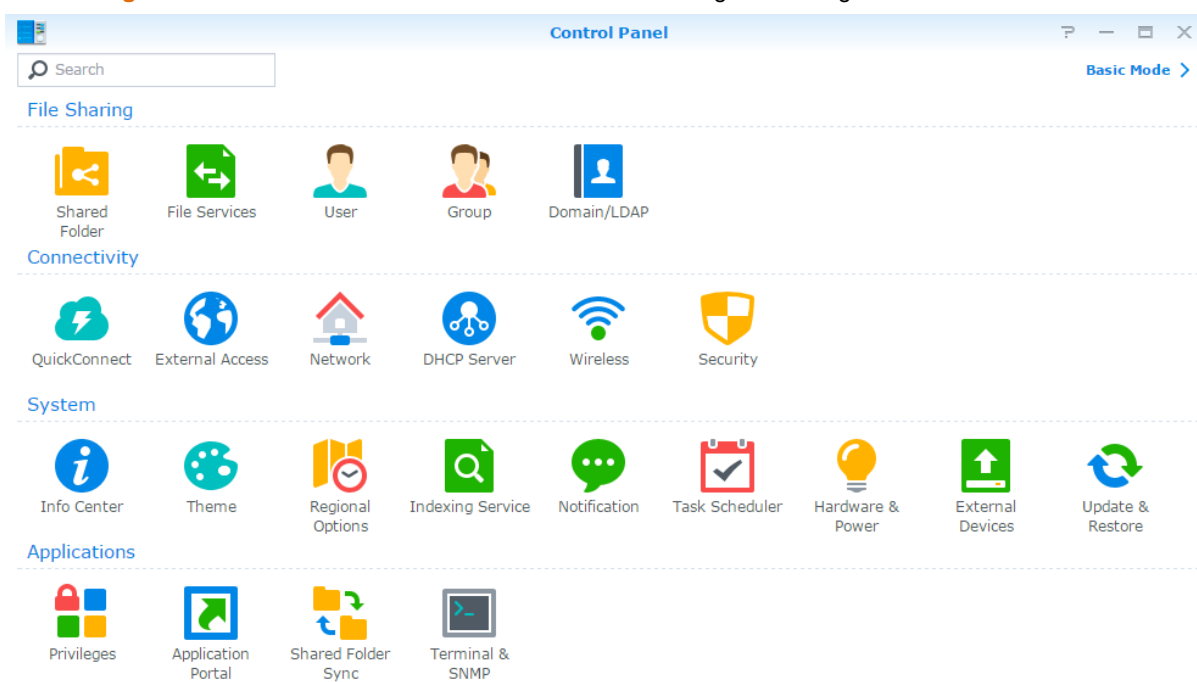 Control Panel
Search
Basic Mode
File Sharing
Shared Folder
File Services
User
Group
Domain/LDAP
Connectivity
QuickConnect
External Access
Network
DHCP Server
Wireless
Security
System
Info Center
Theme
Regional Options
Indexing Service
Notification
Task Scheduler
Hardware & Power
External Devices
Update & Restore
Applications
Privileges
Application Portal
Shared Folder Sync
Terminal & SNMP